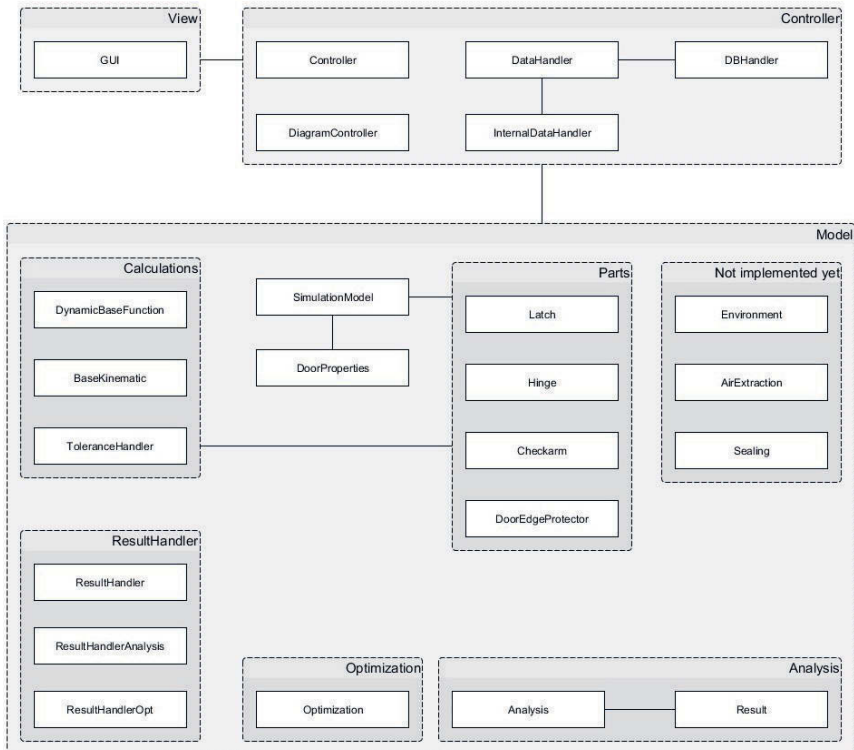 View
GUI
Controller
Controller
DataHandler
DBHandler
DiagramController
InternalDataHandler
Model
Calculations
DynamicBaseFunction
BaseKinematic
ToleranceHandler
SimulationModel
DoorProperties
Parts
Latch
Hinge
Checkarm
DoorEdgeProtector
Not implemented yet
Environment
AirExtraction
Sealing
ResultHandler
ResultHandler
ResultHandlerAnalysis
ResultHandlerOpt
Optimization
Optimization
Analysis
Analysis
Result